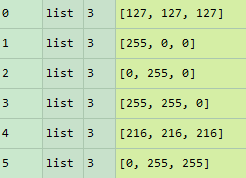 0 list 3 [127, 127, 127]
1 list 3 [255, 0, 0]
2 list 3 [0, 255, 0]
3 list 3 [255, 255, 0]
4 list 3 [216, 216, 216]
5 list 3 [0, 255, 255]